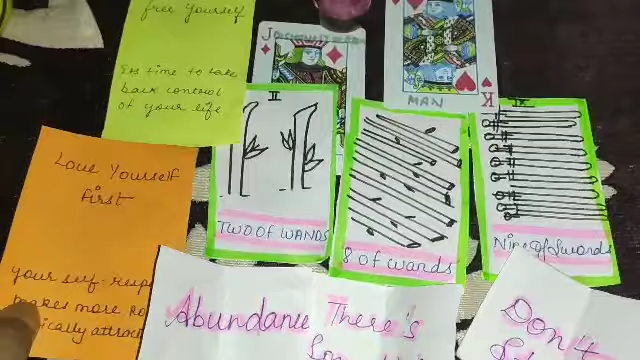 free Yourself
Its time to take
back control
of your life
J
K
MAN
II
IX
TWO OF WANDS
8 of wands
Nine of Swords
Love Yourself
first
your self-
makes more
Abundance
There's
Don't